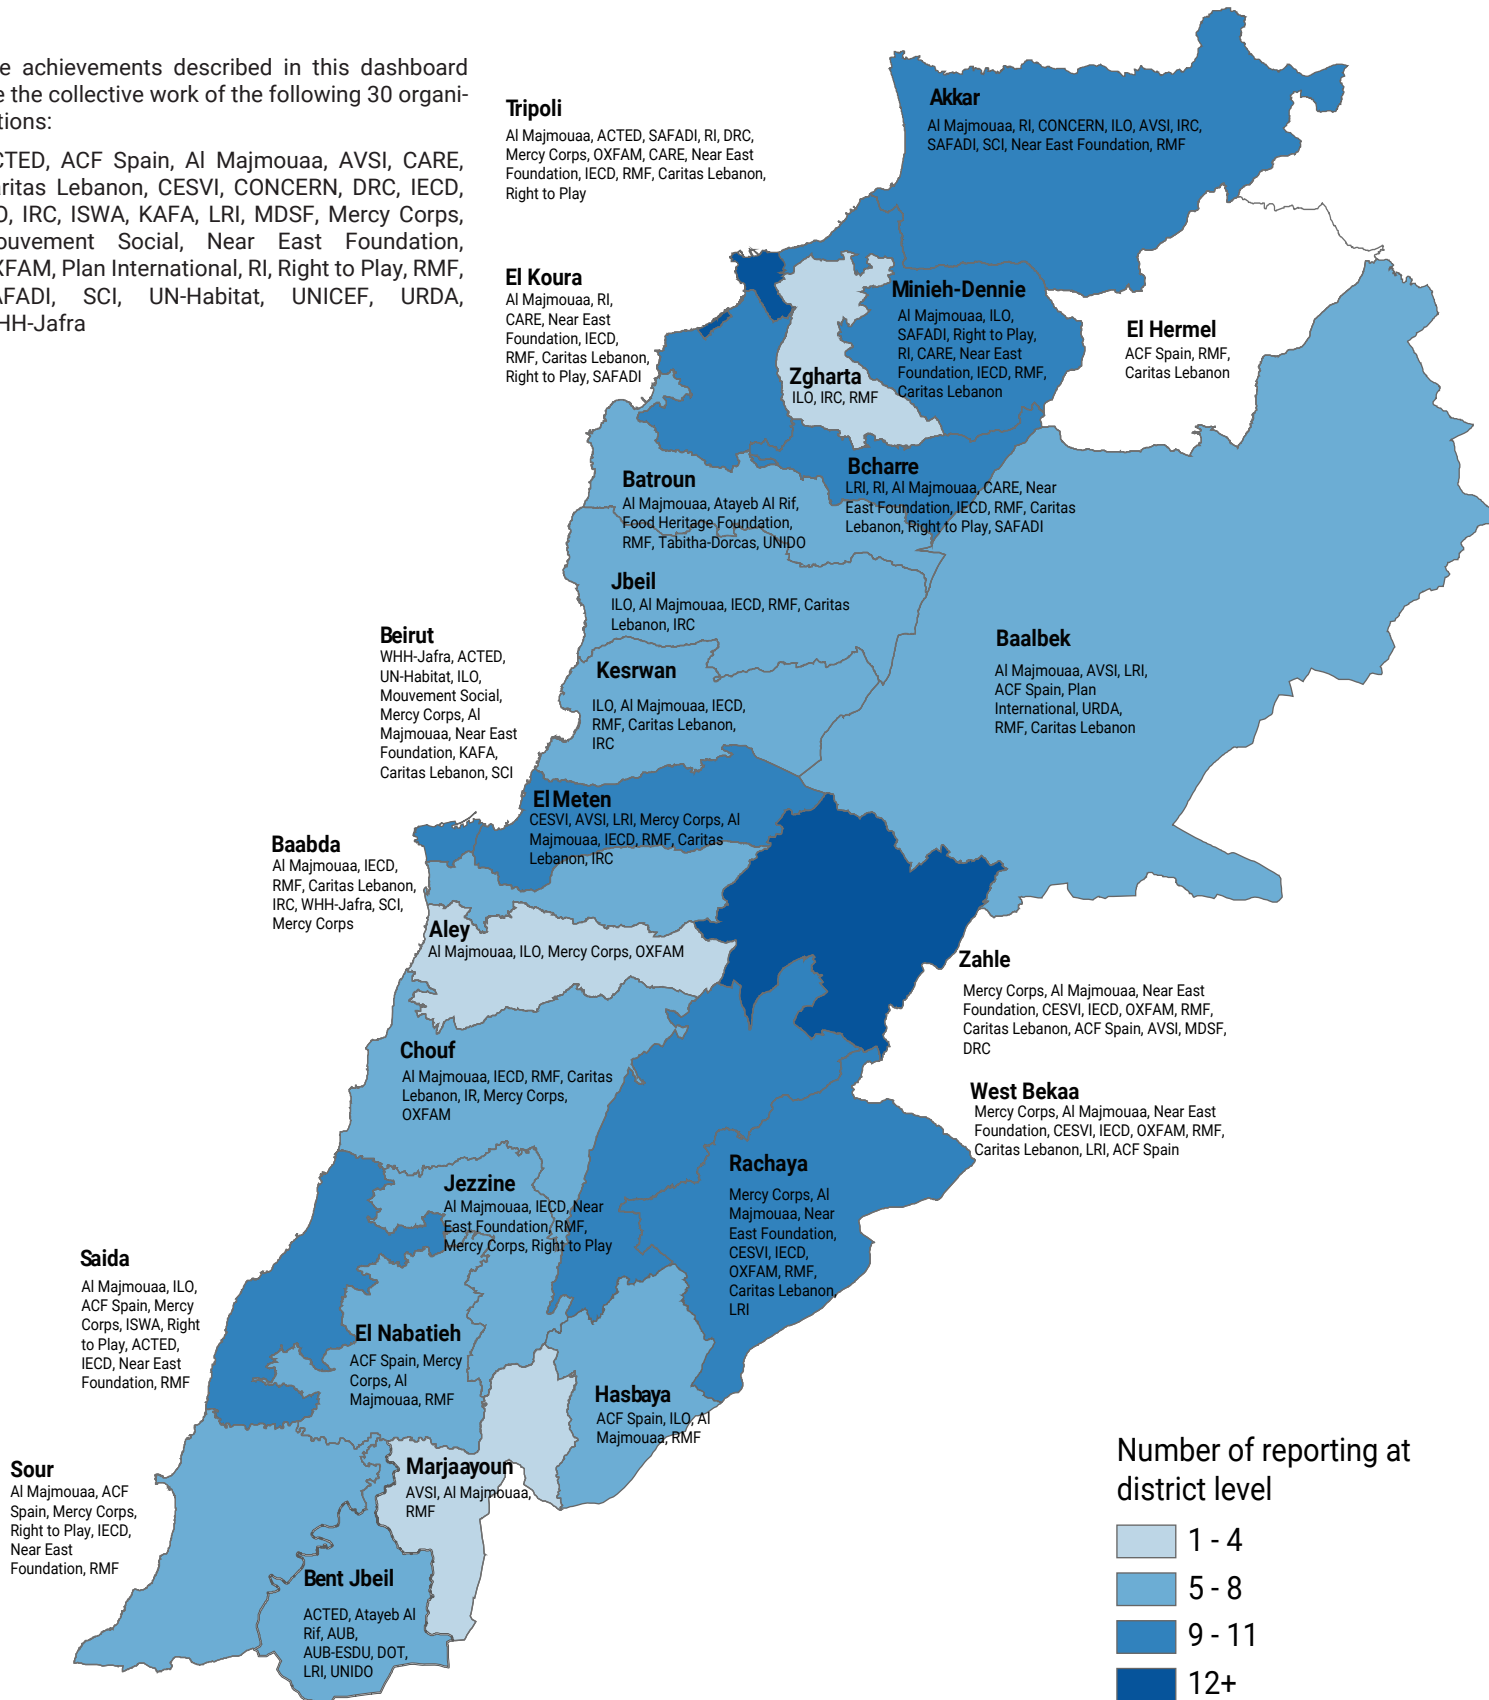 e achievements described in this dashboard
e the collective work of the following 30 organi-
tions:
CTED, ACF Spain, Al Majmouaa, AVSI, CARE,
aritas Lebanon, CESVI, CONCERN, DRC, IECD,
O, IRC, ISWA, KAFA, LRI, MDSF, Mercy Corps,
ouvement Social, Near East Foundation,
XFAM, Plan International, RI, Right to Play, RMF,
AFADI, SCI, UN-Habitat, UNICEF, URDA,
HH-Jafra
Tripoli
Al Majmouaa, ACTED, SAFADI, RI, DRC,
Mercy Corps, OXFAM, CARE, Near East
Foundation, IECD, RMF, Caritas Lebanon,
Right to Play
Akkar
Al Majmouaa, RI, CONCERN, ILO, AVSI, IRC,
SAFADI, SCI, Near East Foundation, RMF
El Koura
Al Majmouaa, RI,
CARE, Near East
Foundation, IECD,
RMF, Caritas Lebanon,
Right to Play, SAFADI
Minieh-Dennie
Al Majmouaa, ILO,
SAFADI, Right to Play,
RI, CARE, Near East
Foundation, IECD, RMF,
Caritas Lebanon
El Hermel
ACF Spain, RMF,
Caritas Lebanon
Zgharta
ILO, IRC, RMF
Bcharre
LRI, RI, Al Majmouaa, CARE, Near
East Foundation, IECD, RMF, Caritas
Lebanon, Right to Play, SAFADI
Batroun
Al Majmouaa, Atayeb Al Rif,
Food Heritage Foundation,
RMF, Tabitha-Dorcas, UNIDO
Jbeil
ILO, Al Majmouaa, IECD, RMF, Caritas
Lebanon, IRC
Beirut
WHH-Jafra, ACTED,
UN-Habitat, ILO,
Mouvement Social,
Mercy Corps, Al
Majmouaa, Near East
Foundation, KAFA,
Caritas Lebanon, SCI
Kesrwan
ILO, Al Majmouaa, IECD,
RMF, Caritas Lebanon,
IRC
Baalbek
Al Majmouaa, AVSI, LRI,
ACF Spain, Plan
International, URDA,
RMF, Caritas Lebanon
El Meten
CESVI, AVSI, LRI, Mercy Corps, Al
Majmouaa, IECD, RMF, Caritas
Lebanon, IRC
Baabda
Al Majmouaa, IECD,
RMF, Caritas Lebanon,
IRC, WHH-Jafra, SCI,
Mercy Corps
Aley
Al Majmouaa, ILO, Mercy Corps, OXFAM
Zahle
Mercy Corps, Al Majmouaa, Near East
Foundation, CESVI, IECD, OXFAM, RMF,
Caritas Lebanon, ACF Spain, AVSI, MDSF,
DRC
Chouf
Al Majmouaa, IECD, RMF, Caritas
Lebanon, IR, Mercy Corps,
OXFAM
West Bekaa
Mercy Corps, Al Majmouaa, Near East
Foundation, CESVI, IECD, OXFAM, RMF,
Caritas Lebanon, LRI, ACF Spain
Rachaya
Mercy Corps, Al
Majmouaa, Near
East Foundation,
CESVI, IECD,
OXFAM, RMF,
Caritas Lebanon,
LRI
Jezzine
Al Majmouaa, IECD, Near
East Foundation, RMF,
Mercy Corps, Right to Play
Saida
Al Majmouaa, ILO,
ACF Spain, Mercy
Corps, ISWA, Right
to Play, ACTED,
IECD, Near East
Foundation, RMF
El Nabatieh
ACF Spain, Mercy
Corps, Al
Majmouaa, RMF
Hasbaya
ACF Spain, ILO, Al
Majmouaa, RMF
Sour
Al Majmouaa, ACF
Spain, Mercy Corps,
Right to Play, IECD,
Near East
Foundation, RMF
Marjaayoun
AVSI, Al Majmouaa,
RMF
Bent Jbeil
ACTED, Atayeb Al
Rif, AUB,
AUB-ESDU, DOT,
LRI, UNIDO
Number of reporting at
district level
1 - 4
5 - 8
9 - 11
12+